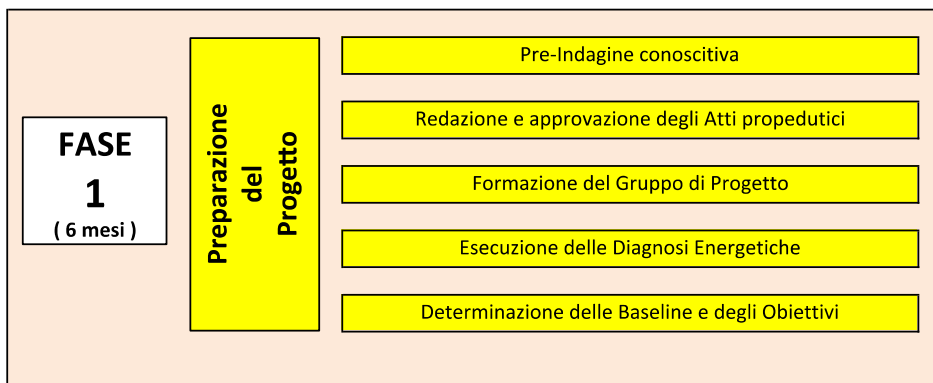 FASE
1
( 6 mesi )
Preparazione
del
Progetto
Pre-Indagine conoscitiva
Redazione e approvazione degli Atti propedutici
Formazione del Gruppo di Progetto
Esecuzione delle Diagnosi Energetiche
Determinazione delle Baseline e degli Obiettivi